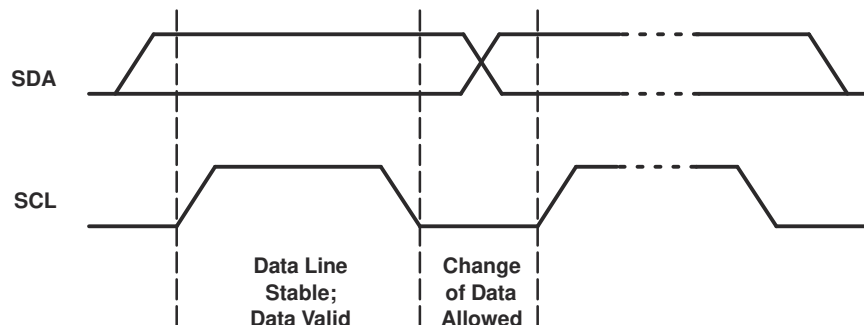 SDA
SCL
Data Line
Stable;
Data Valid
Change
of Data
Allowed